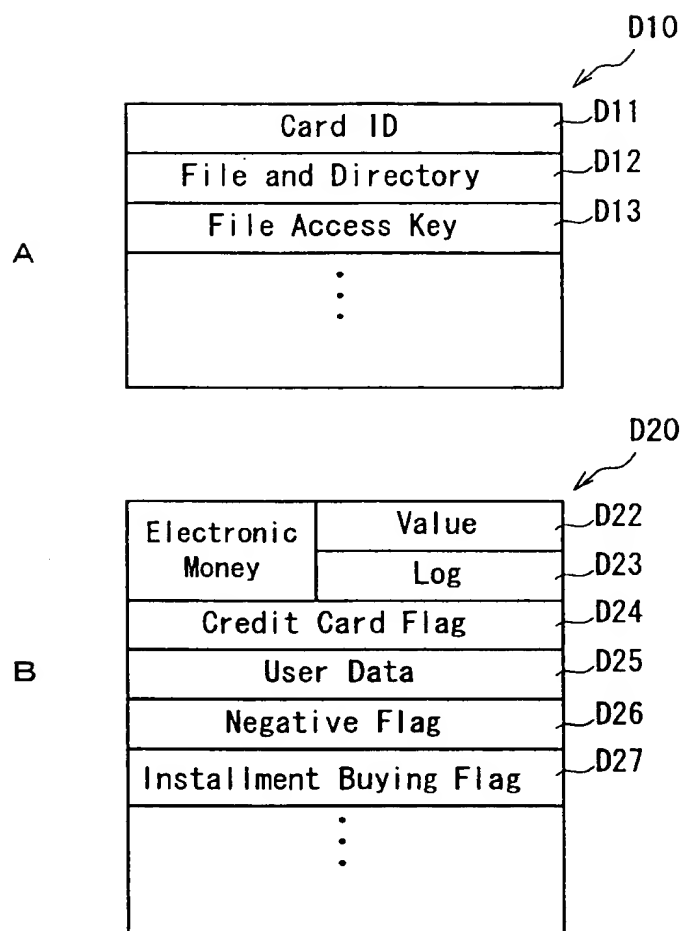 D10
Card ID
D11
File and Directory
D12
File Access Key
D13
A
D20
Electronic
Money
Value
D22
Log
D23
Credit Card Flag
D24
B
User Data
D25
Negative Flag
D26
Installment Buying Flag
D27